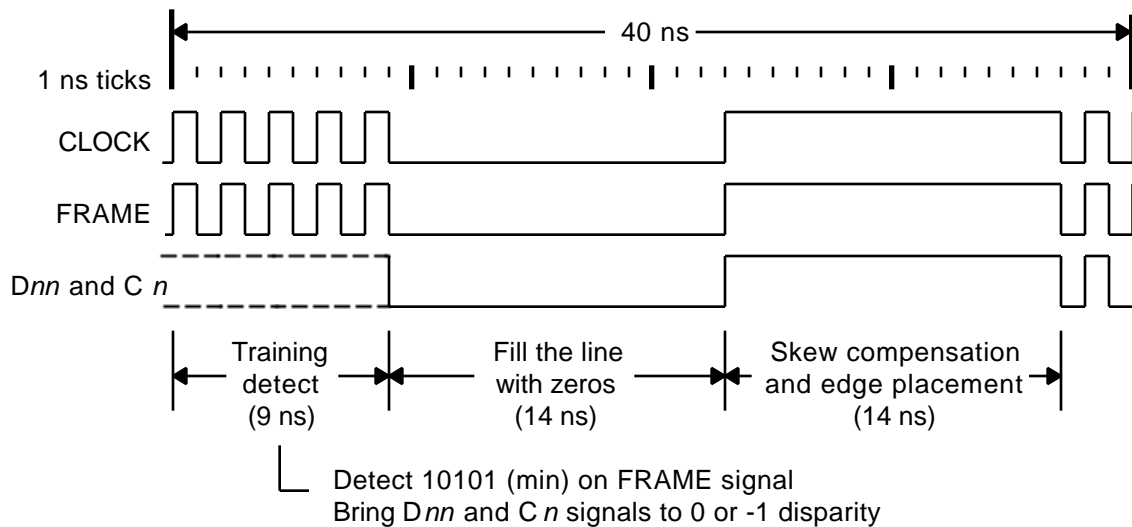 40 ns
1 ns ticks
CLOCK
FRAME
Dnn and C n
Training
detect
(9 ns)
Fill the line
with zeros
(14 ns)
Skew compensation
and edge placement
(14 ns)
Detect 10101 (min) on FRAME signal
Bring Dnn and C n signals to 0 or -1 disparity